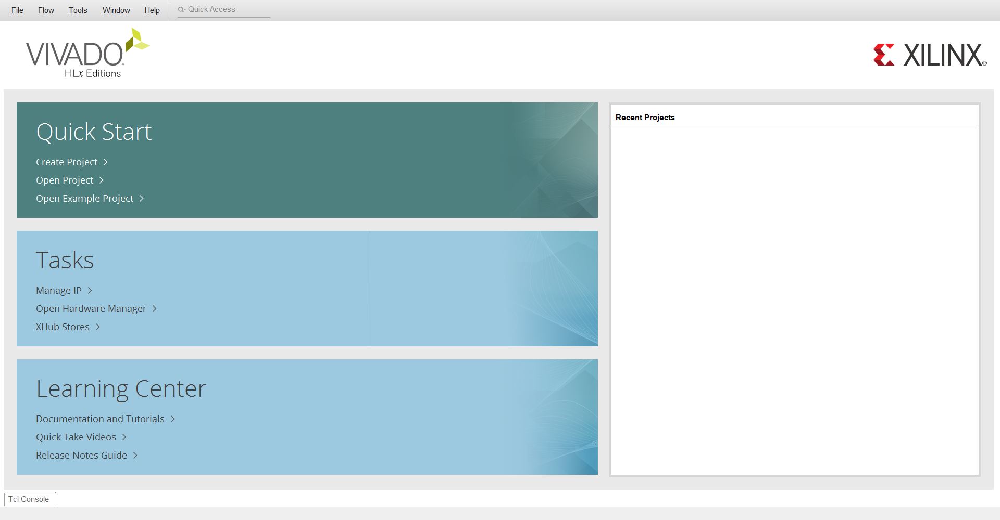 File Flow Tools Window Help Quick Access
VIVADO®
HLx Editions
XILINX®
Quick Start
Create Project
Open Project
Open Example Project
Tasks
Manage IP
Open Hardware Manager
XHub Stores
Learning Center
Documentation and Tutorials
Quick Take Videos
Release Notes Guide
Recent Projects
Tcl Console